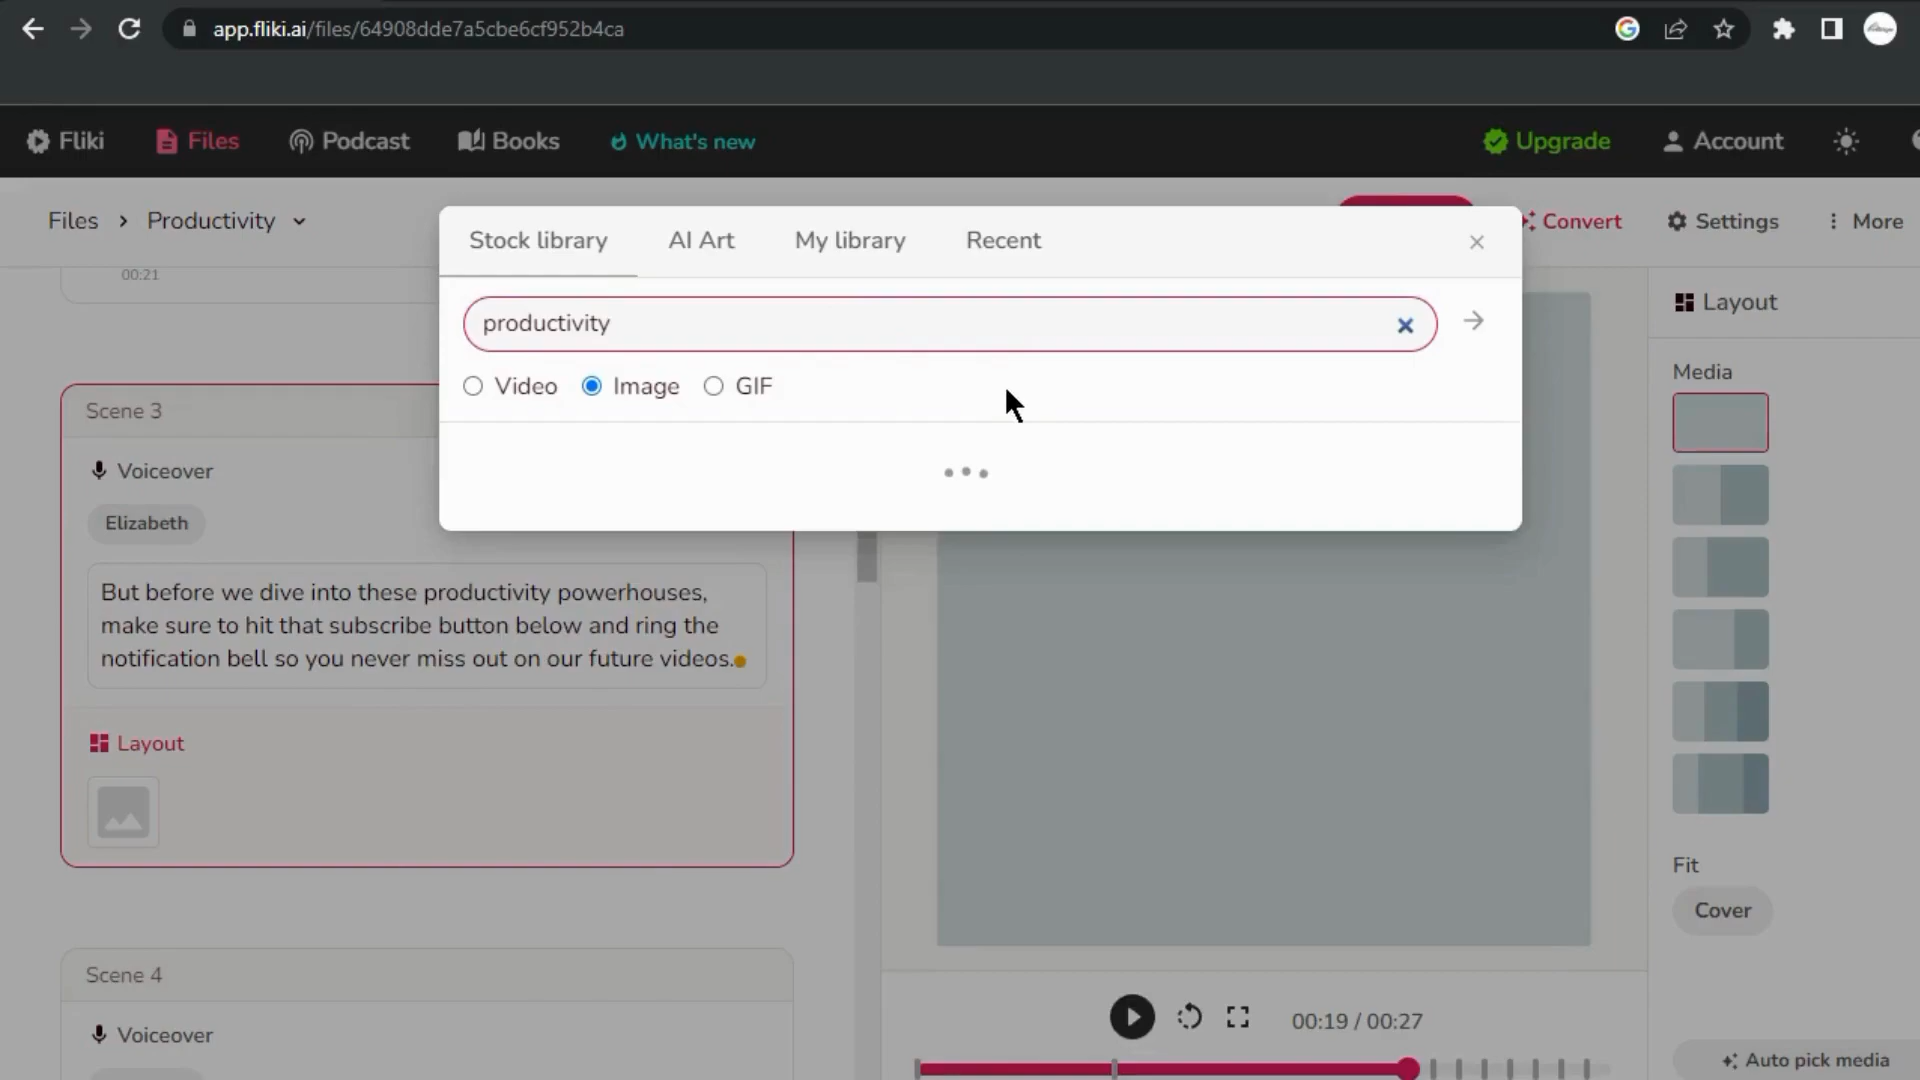 app.fliki.ai/files/64908dde7a5cbe6cf952b4ca
Fliki
Files
Podcast
Books
What's new
Upgrade
Account
Files > Productivity
Convert
Settings
More
Stock library
AI Art
My library
Recent
productivity
Video
Image
GIF
00:21
Scene 3
Voiceover
Elizabeth
But before we dive into these productivity powerhouses,
make sure to hit that subscribe button below and ring the
notification bell so you never miss out on our future videos.
Layout
Scene 4
Voiceover
00:19 / 00:27
Layout
Media
Fit
Cover
Auto pick media